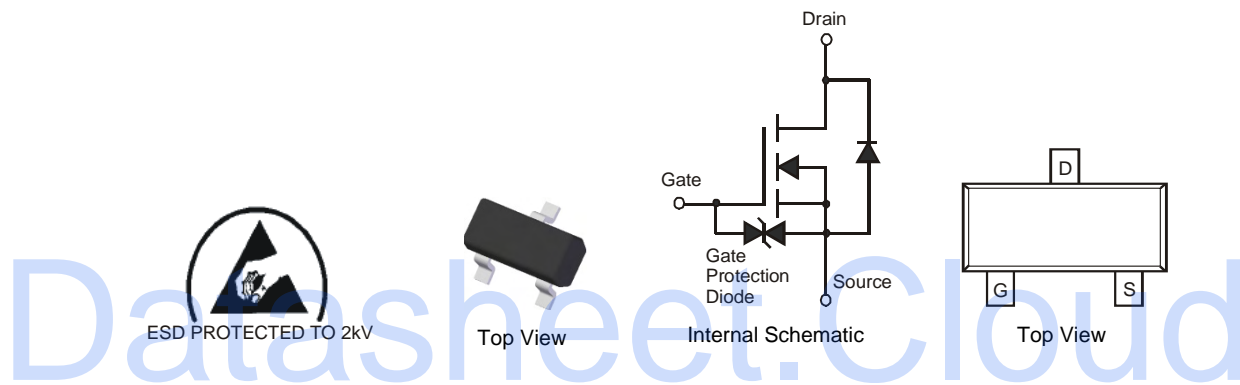 Drain
Gate
Gate
Protection
Diode
Source
D
G
S
ESD PROTECTED TO 2kV
Top View
Internal Schematic
Top View
Datasheet.Cloud